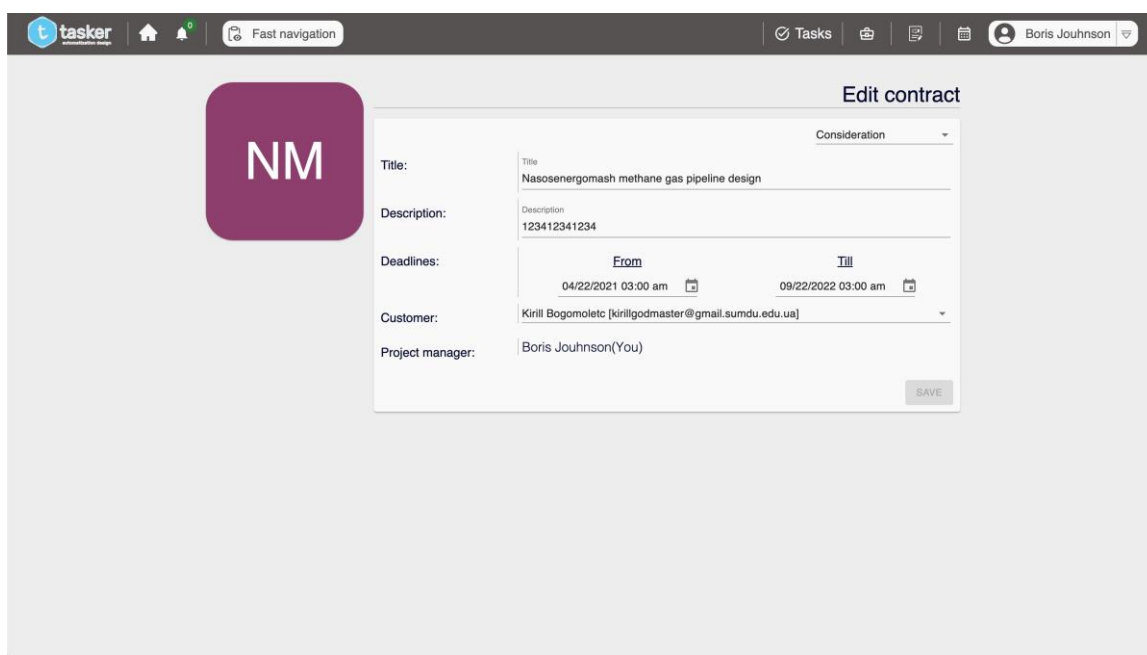 t tasker
automatization design
0
Fast navigation
Tasks
Boris Jouhnson
NM
Edit contract
Consideration
Title:
Title
Nasosenergomash methane gas pipeline design
Description:
Description
123412341234
Deadlines:
From
Till
04/22/2021 03:00 am
09/22/2022 03:00 am
Customer:
Kirill Bogomoletc [kirillgodmaster@gmail.sumdu.edu.ua]
Project manager:
Boris Jouhnson(You)
SAVE